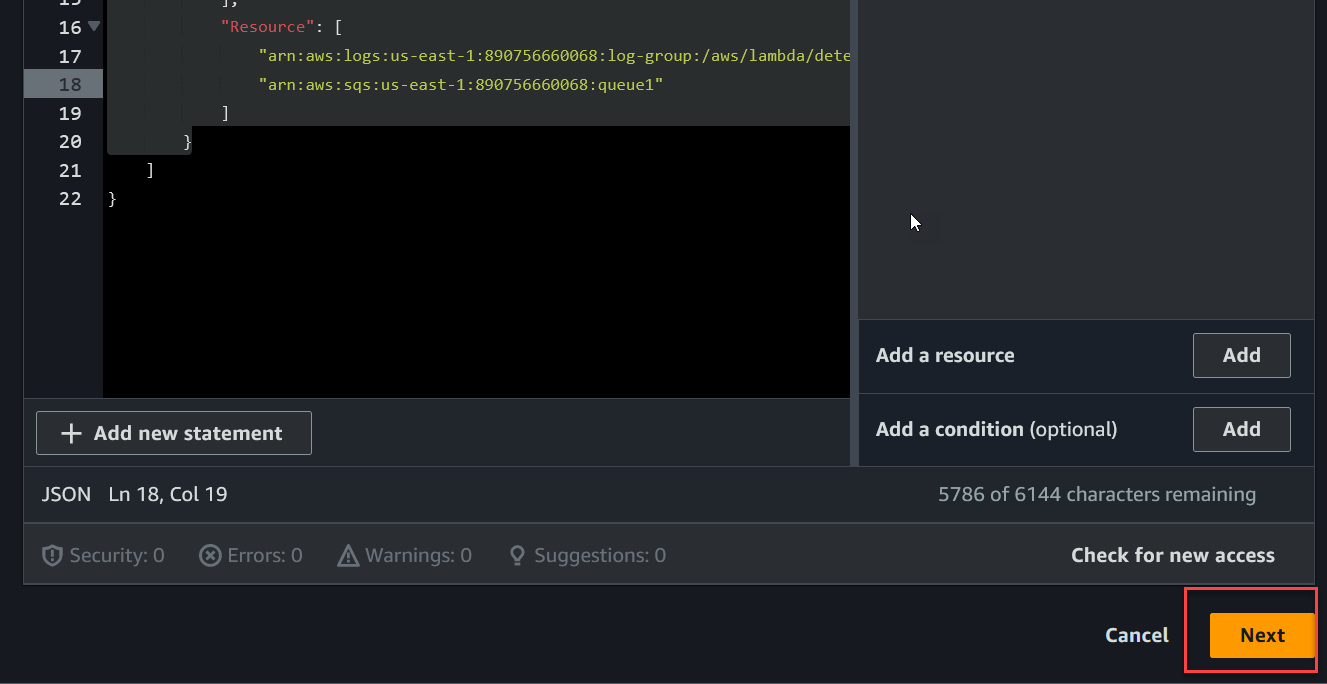 16 "Resource": [
17 "arn:aws:logs:us-east-1:890756660068:log-group:/aws/lambda/dete
18 "arn:aws:sqs:us-east-1:890756660068:queue1"
19 ]
20 }
21 ]
22 }
Add a resource Add
Add new statement
Add a condition (optional) Add
JSON Ln 18, Col 19 5786 of 6144 characters remaining
Security: 0 Errors: 0 Warnings: 0 Suggestions: 0 Check for new access
Cancel Next